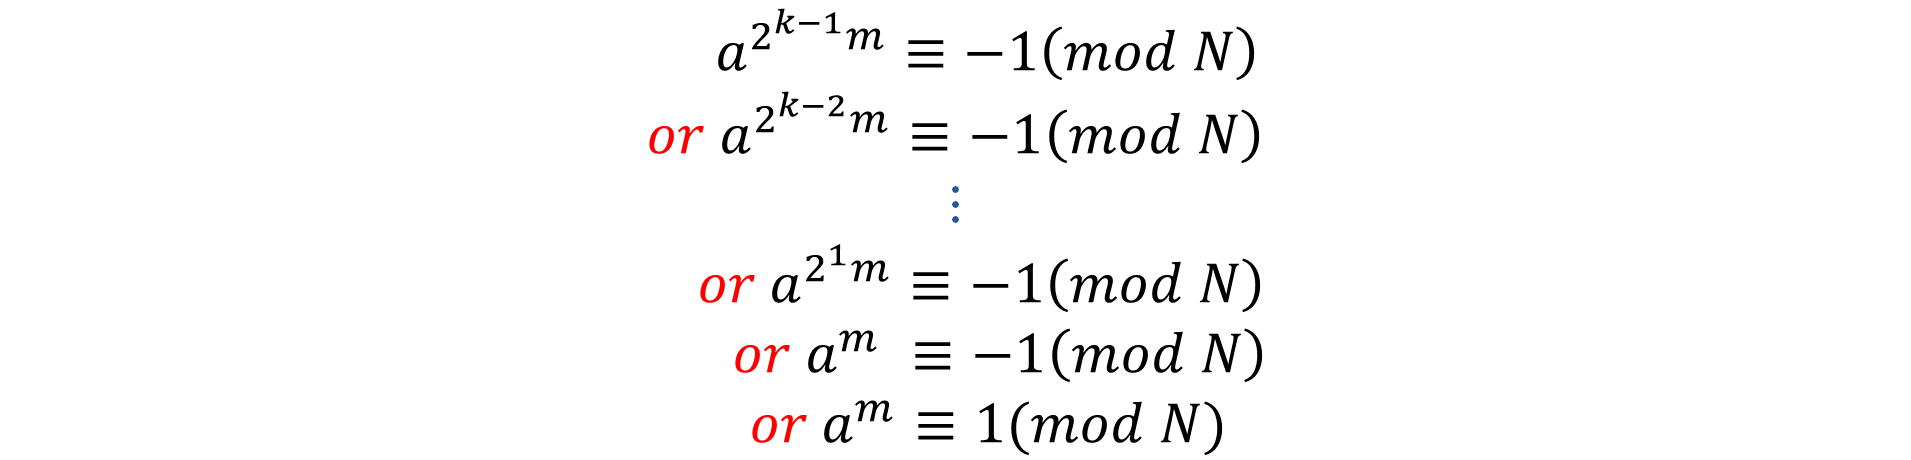 a^{2^{k−1}m} ≡ −1(mod N)
or a^{2^{k−2}m} ≡ −1(mod N)
⋮
or a^{2^{1}m} ≡ −1(mod N)
or a^{m} ≡ −1(mod N)
or a^{m} ≡ 1(mod N)